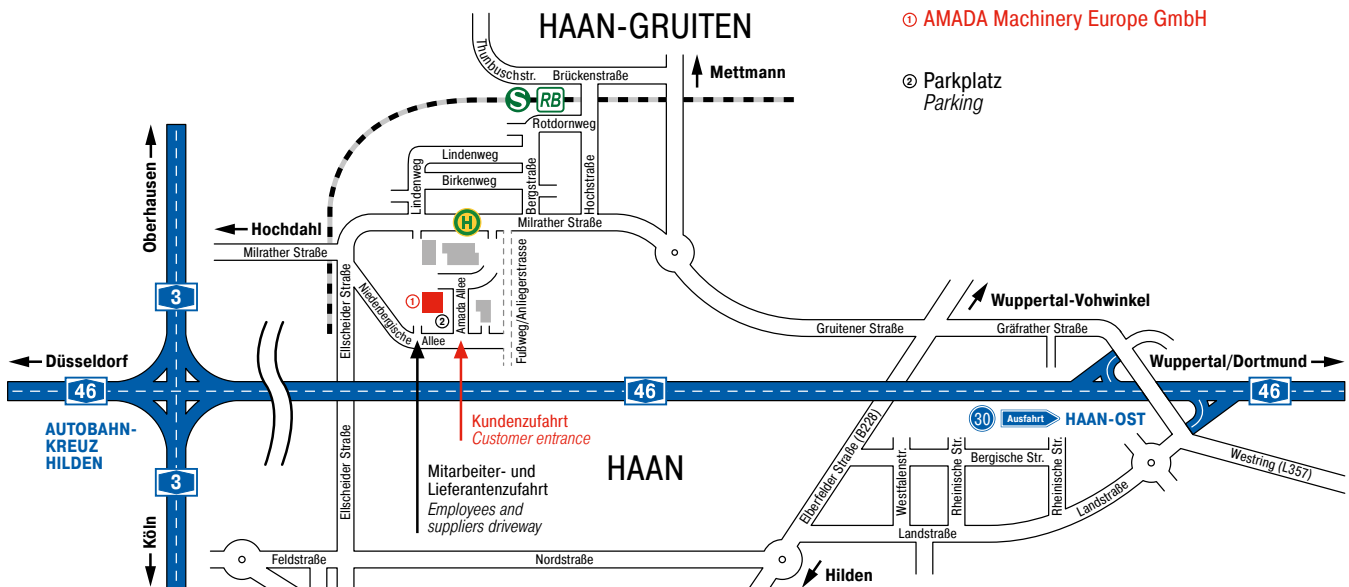 HAAN-GRUITEN
① AMADA Machinery Europe GmbH
② Parkplatz
Parking
Thunbuschstr.
Brückenstraße
Mettmann
S
RB
Rotdornweg
Lindenweg
Birkenweg
Lindenweg
Bergstraße
Hochstraße
Oberhausen
Hochdahl
H
Milrather Straße
Milrather Straße
Ellscheider Straße
Niederbergische
Allee
①
②
Amada Allee
Fußweg/Anliegerstrasse
3
Wuppertal-Vohwinkel
Gruitener Straße
Gräfrather Straße
Düsseldorf
Wuppertal/Dortmund
46
46
46
AUTOBAHN-
KREUZ
HILDEN
3
Köln
Kundenzufahrt
Customer entrance
Mitarbeiter- und
Lieferantenzufahrt
Employees and
suppliers driveway
HAAN
30
Ausfahrt
HAAN-OST
Ellscheider Straße
Elberfelder Straße (B228)
Westfalenstr.
Rheinische Str.
Bergische Str.
Rheinische Str.
Landstraße
Landstraße
Westring (L357)
Feldstraße
Nordstraße
Hilden